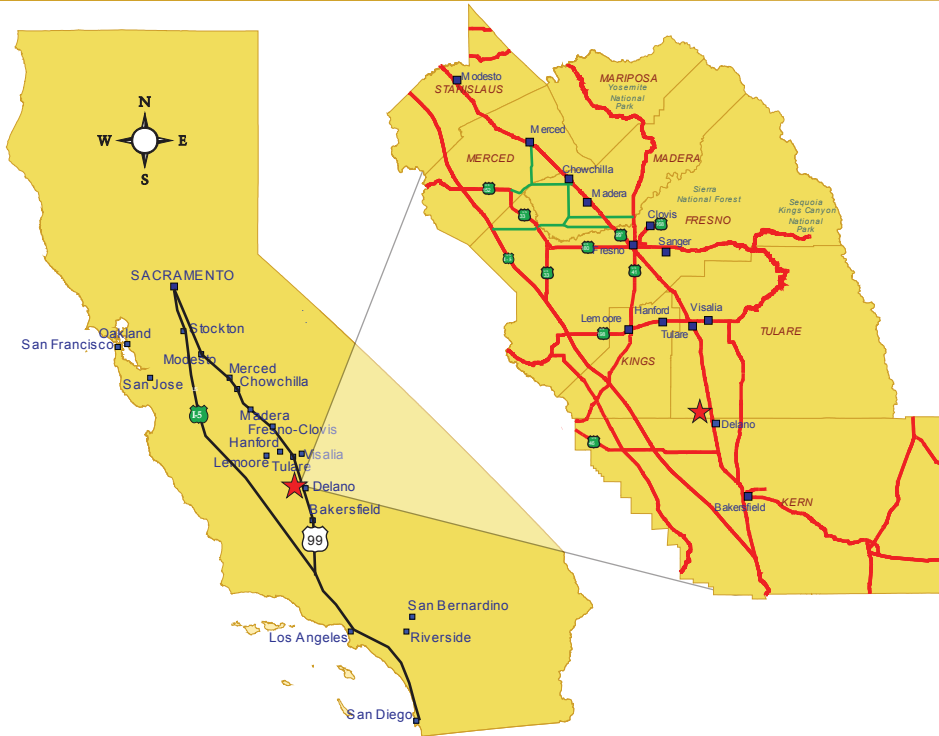 N
W
E
S
SACRAMENTO
Stockton
Oakland
San Francisco
Modesto
San Jose
Merced
Chowchilla
I-5
Madera
Fresno-Clovis
Hanford
Visalia
Lemoore
Tulare
Delano
Bakersfield
99
San Bernardino
Los Angeles
Riverside
San Diego
Modesto
STANISLAUS
MARIPOSA
Yosemite
National
Park
Merced
MERCED
MADERA
Chowchilla
Madera
Sierra
National Forest
Sequoia
Kings Canyon
National
Park
Clovis
FRESNO
Fresno
Sanger
I-5
41
Lemoore
Hanford
Visalia
Tulare
TULARE
KINGS
Delano
Bakersfield
KERN